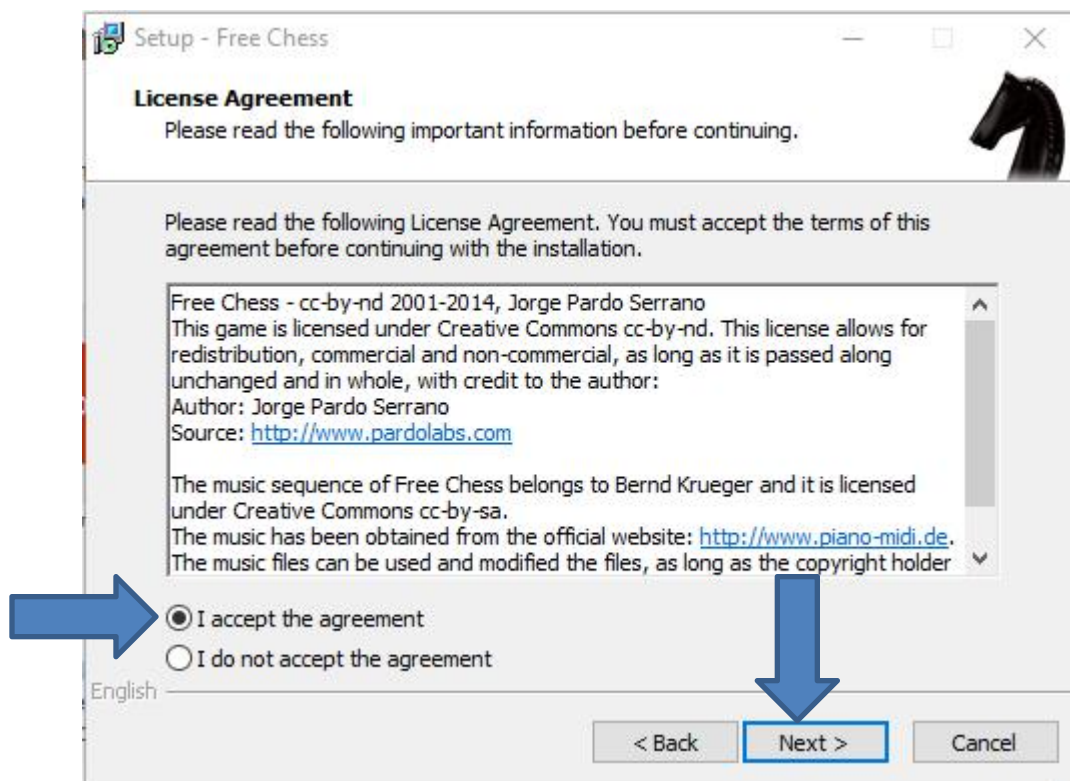 Setup - Free Chess
License Agreement
Please read the following important information before continuing.
Please read the following License Agreement. You must accept the terms of this
agreement before continuing with the installation.
Free Chess - cc-by-nd 2001-2014, Jorge Pardo Serrano
This game is licensed under Creative Commons cc-by-nd. This license allows for
redistribution, commercial and non-commercial, as long as it is passed along
unchanged and in whole, with credit to the author:
Author: Jorge Pardo Serrano
Source: http://www.pardolabs.com
The music sequence of Free Chess belongs to Bernd Krueger and it is licensed
under Creative Commons cc-by-sa.
The music has been obtained from the official website: http://www.piano-midi.de.
The music files can be used and modified the files, as long as the copyright holder
I accept the agreement
I do not accept the agreement
English
< Back Next > Cancel